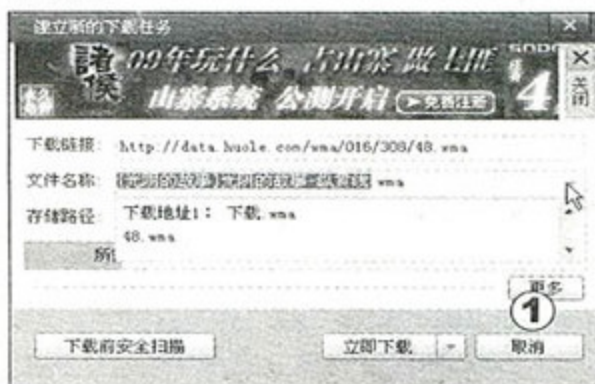 建立新的下载任务
諸侯 09年玩什么 占山寨 做土匪
山寨系统 公测开启 免费注册 4
关闭
下载链接: http://data.huole.com/wma/016/308/48.wma
文件名称: .wma
存储路径: 下载地址1: 下载.wma
48.wma
所
更多
①
下载前安全扫描 立即下载 取消